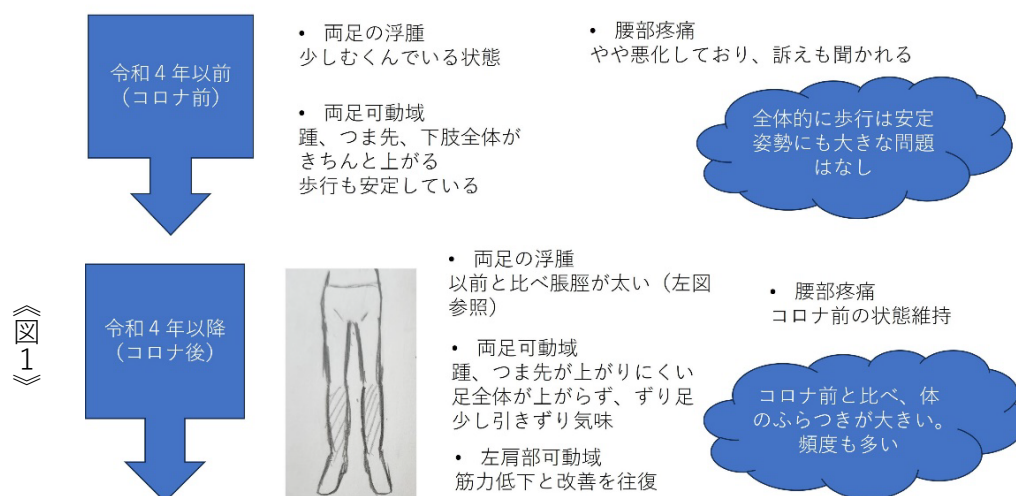 令和４年以前
（コロナ前）
• 両足の浮腫
少しむくんでいる状態
• 両足可動域
踵、つま先、下肢全体が
きちんと上がる
歩行も安定している
• 腰部疼痛
やや悪化しており、訴えも聞かれる
全体的に歩行は安定
姿勢にも大きな問題
はなし
《図1》
令和４年以降
（コロナ後）
• 両足の浮腫
以前と比べ脹脛が太い（左図
参照）
• 両足可動域
踵、つま先が上がりにくい
足全体が上がらず、ずり足
少し引きずり気味
• 左肩部可動域
筋力低下と改善を往復
• 腰部疼痛
コロナ前の状態維持
コロナ前と比べ、体
のふらつきが大きい。
頻度も多い